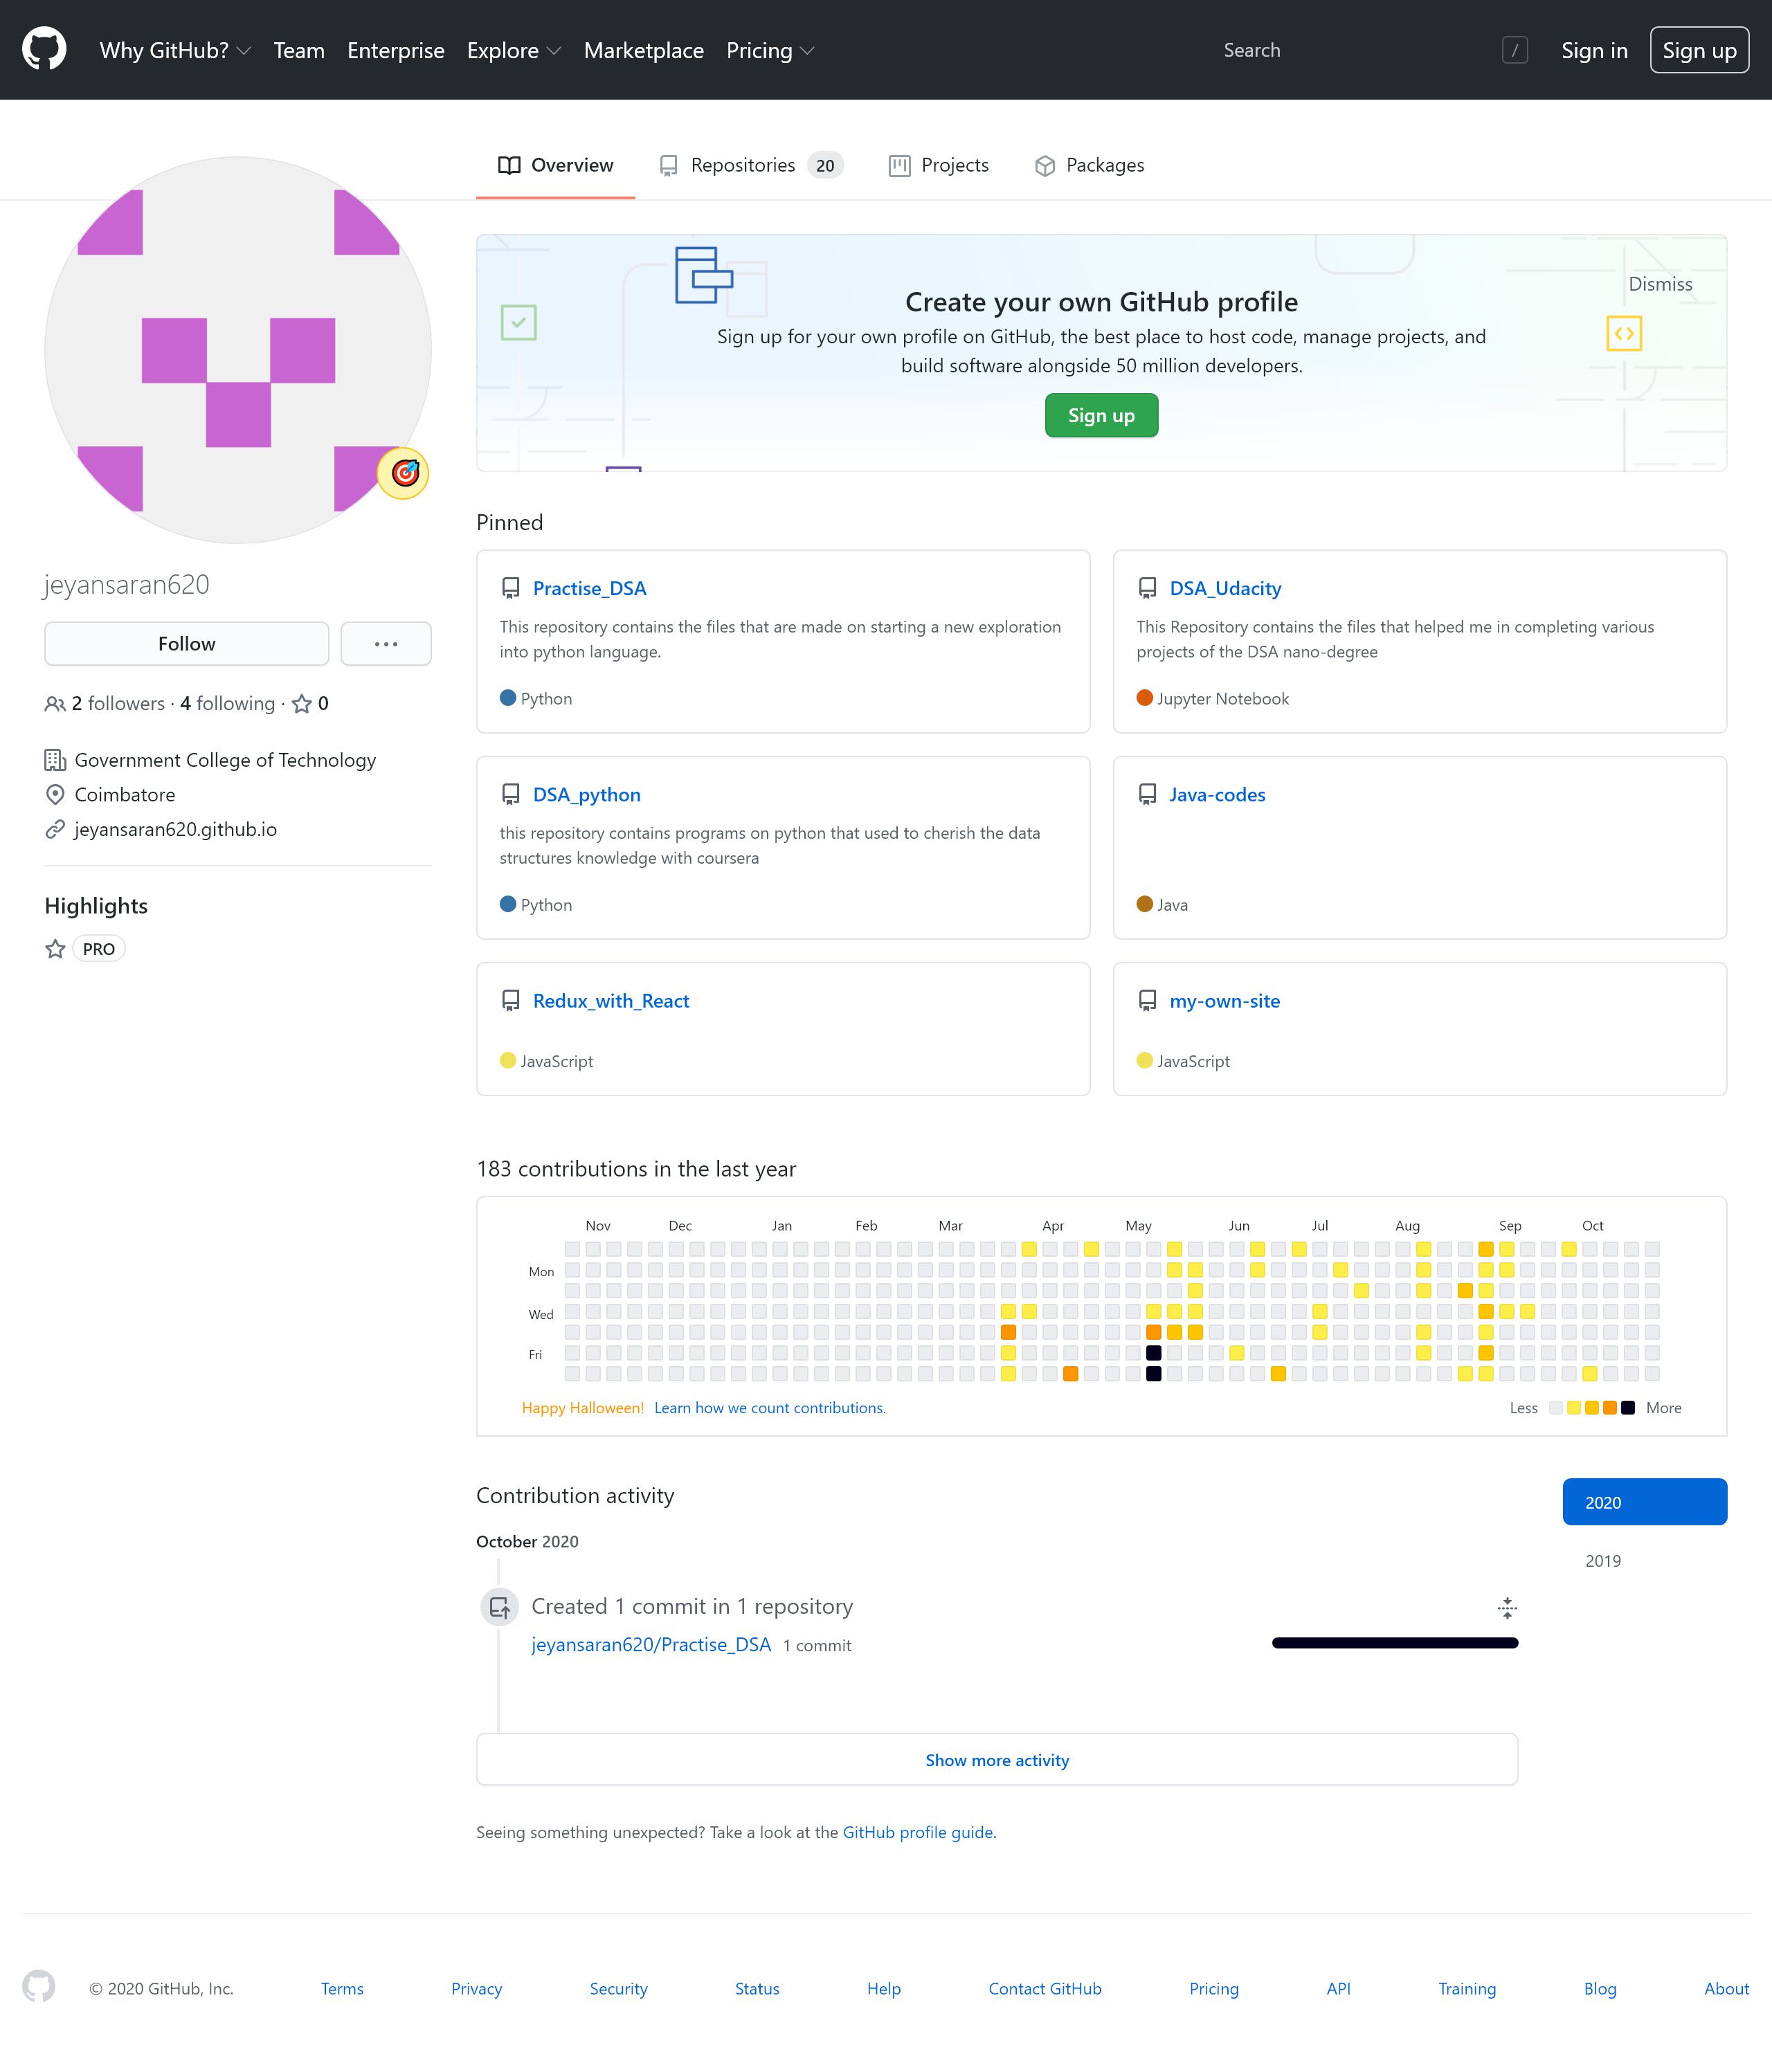 Why GitHub? Team Enterprise Explore Marketplace Pricing Search / Sign in Sign up
Overview Repositories 20 Projects Packages
Dismiss
Create your own GitHub profile
Sign up for your own profile on GitHub, the best place to host code, manage projects, and
build software alongside 50 million developers.
Sign up
jeyansaran620
Follow
2 followers · 4 following · 0
Government College of Technology
Coimbatore
jeyansaran620.github.io
Highlights
PRO
Pinned
Practise_DSA
This repository contains the files that are made on starting a new exploration
into python language.
Python
DSA_Udacity
This Repository contains the files that helped me in completing various
projects of the DSA nano-degree
Jupyter Notebook
DSA_python
this repository contains programs on python that used to cherish the data
structures knowledge with coursera
Python
Java-codes
Java
Redux_with_React
JavaScript
my-own-site
JavaScript
183 contributions in the last year
Nov Dec Jan Feb Mar Apr May Jun Jul Aug Sep Oct
Mon
Wed
Fri
Happy Halloween! Learn how we count contributions.
Less More
Contribution activity
2020
2019
October 2020
Created 1 commit in 1 repository
jeyansaran620/Practise_DSA 1 commit
Show more activity
Seeing something unexpected? Take a look at the GitHub profile guide.
© 2020 GitHub, Inc. Terms Privacy Security Status Help Contact GitHub Pricing API Training Blog About